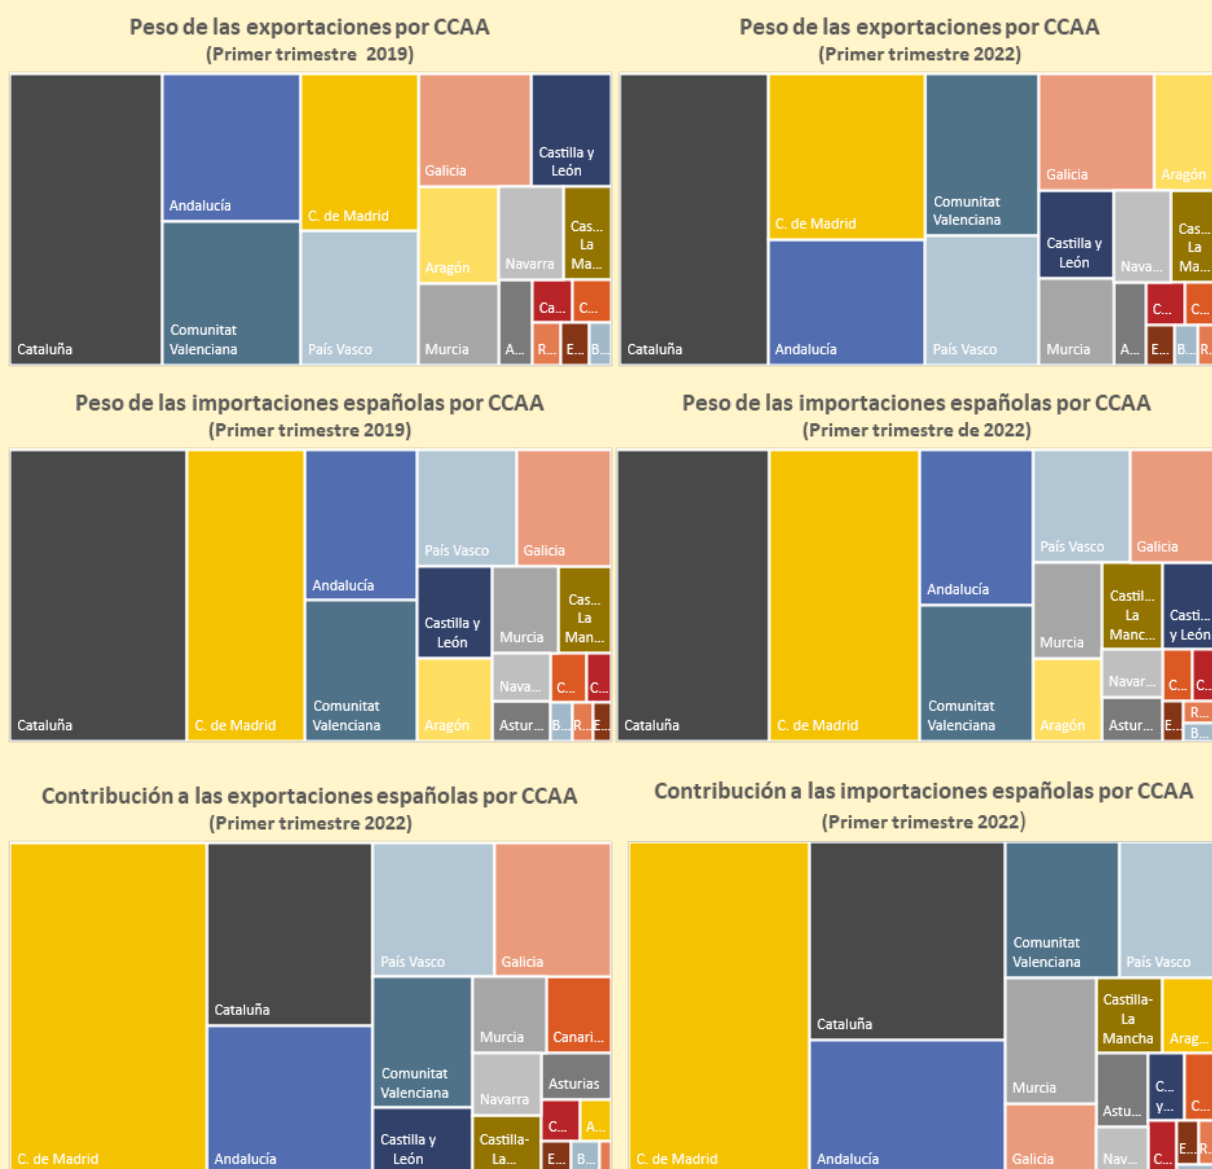 Peso de las exportaciones por CCAA
(Primer trimestre 2019)
Cataluña
Andalucía
Comunitat
Valenciana
C. de Madrid
País Vasco
Galicia
Castilla y
León
Aragón
Navarra
Cas...
La
Ma...
Murcia
A...
Ca...
C...
R...
E...
B...
Peso de las exportaciones por CCAA
(Primer trimestre 2022)
Cataluña
C. de Madrid
Andalucía
Comunitat
Valenciana
País Vasco
Galicia
Aragón
Castilla y
León
Nava...
Cas...
La
Ma...
Murcia
A...
C...
C...
E...
B...
R.
Peso de las importaciones españolas por CCAA
(Primer trimestre 2019)
Cataluña
C. de Madrid
Andalucía
Comunitat
Valenciana
País Vasco
Galicia
Castilla y
León
Murcia
Cas...
La
Man...
Aragón
Nava...
C...
C...
Astur...
B...
R...
E...
Peso de las importaciones españolas por CCAA
(Primer trimestre de 2022)
Cataluña
C. de Madrid
Andalucía
Comunitat
Valenciana
País Vasco
Galicia
Murcia
Castil...
La
Manc...
Casti...
y León
Aragón
Navar...
C...
C...
Astur...
E...
R...
B...
Contribución a las exportaciones españolas por CCAA
(Primer trimestre 2022)
C. de Madrid
Cataluña
Andalucía
País Vasco
Galicia
Comunitat
Valenciana
Murcia
Canari...
Navarra
Asturias
Castilla y
León
Castilla-
La...
C...
A...
E...
B...
Contribución a las importaciones españolas por CCAA
(Primer trimestre 2022)
C. de Madrid
Cataluña
Andalucía
Comunitat
Valenciana
País Vasco
Murcia
Castilla-
La
Mancha
Arag...
Galicia
Astu...
C...
y...
C...
Nav...
C...
E...
R.